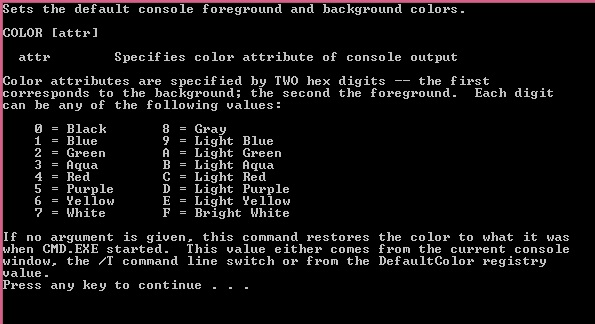 Sets the default console foreground and background colors.
COLOR [attr]
attr        Specifies color attribute of console output
Color attributes are specified by TWO hex digits -- the first
corresponds to the background; the second the foreground.  Each digit
can be any of the following values:
0 = Black       8 = Gray
1 = Blue        9 = Light Blue
2 = Green       A = Light Green
3 = Aqua        B = Light Aqua
4 = Red         C = Light Red
5 = Purple      D = Light Purple
6 = Yellow      E = Light Yellow
7 = White       F = Bright White
If no argument is given, this command restores the color to what it was
when CMD.EXE started.  This value either comes from the current console
window, the /T command line switch or from the DefaultColor registry
value.
Press any key to continue . . .